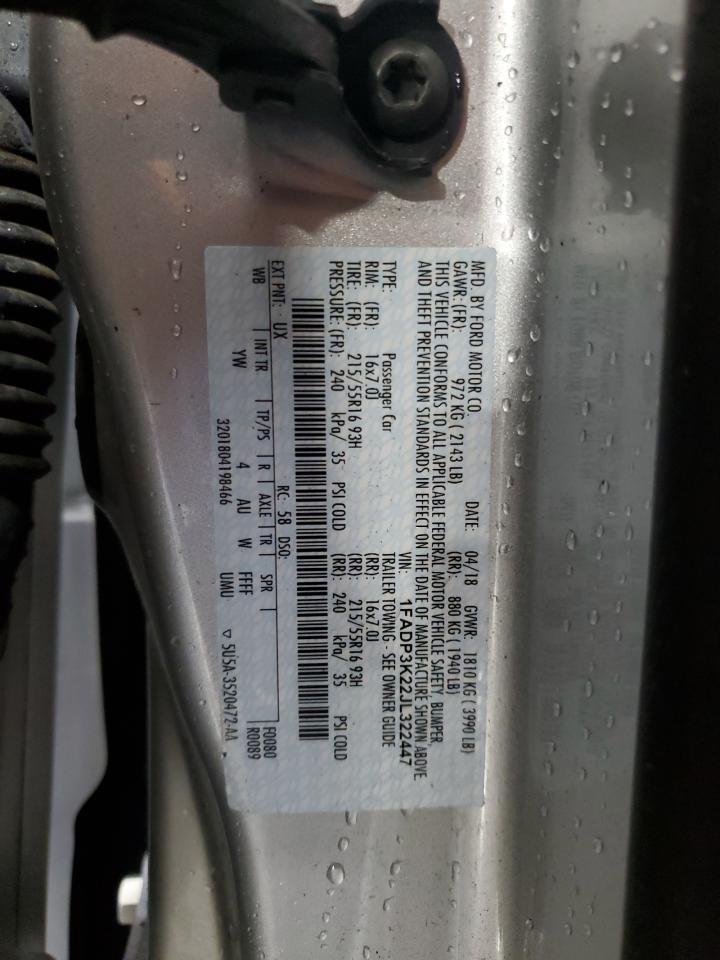 MFD. BY FORD MOTOR CO. DATE: 04/18 GVWR: 1810 KG ( 3990 LB)
GAWR: (FR): 972 KG ( 2143 LB) (RR): 880 KG ( 1940 LB)
THIS VEHICLE CONFORMS TO ALL APPLICABLE FEDERAL MOTOR VEHICLE SAFETY, BUMPER,
AND THEFT PREVENTION STANDARDS IN EFFECT ON THE DATE OF MANUFACTURE SHOWN ABOVE
VIN: 1FADP3K22JL322447
TYPE: Passenger Car TRAILER TOWING - SEE OWNER GUIDE
RIM: (FR): 16x7.0J (RR): 16x7.0J
TIRE: (FR): 215/55R16 93H (RR): 215/55R16 93H
PRESSURE: (FR): 240 kPa/ 35 PSI COLD (RR): 240 kPa/ 35 PSI COLD
EXT PNT: UX RC: 58 DSO:
WB INT TR TP/PS R AXLE TR SPR F0080
YW 4 AU W FFFF R0089
3201804198466 UMU ▽ 5U5A-3520472-AA